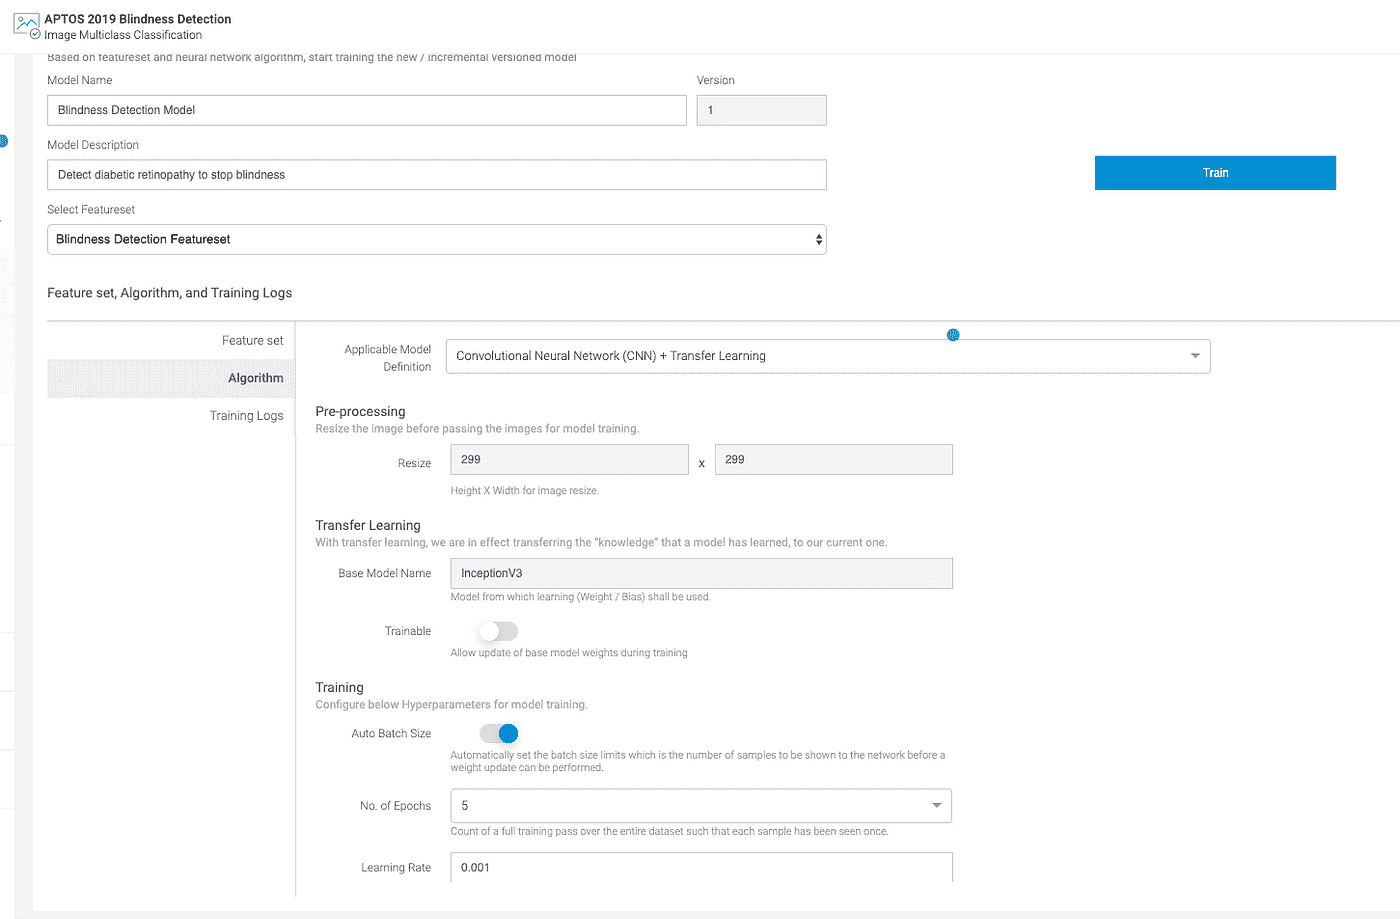 APTOS 2019 Blindness Detection
Image Multiclass Classification
Based on featureset and neural network algorithm, start training the new / incremental versioned model
Model Name
Version
Blindness Detection Model
1
Model Description
Detect diabetic retinopathy to stop blindness
Train
Select Featureset
Blindness Detection Featureset
Feature set, Algorithm, and Training Logs
Feature set
Algorithm
Training Logs
Applicable Model
Definition
Convolutional Neural Network (CNN) + Transfer Learning
Pre-processing
Resize the image before passing the images for model training.
Resize
299
x
299
Height X Width for image resize.
Transfer Learning
With transfer learning, we are in effect transferring the "knowledge" that a model has learned, to our current one.
Base Model Name
InceptionV3
Model from which learning (Weight / Bias) shall be used.
Trainable
Allow update of base model weights during training
Training
Configure below Hyperparameters for model training.
Auto Batch Size
Automatically set the batch size limits which is the number of samples to be shown to the network before a
weight update can be performed.
No. of Epochs
5
Count of a full training pass over the entire dataset such that each sample has been seen once.
Learning Rate
0.001